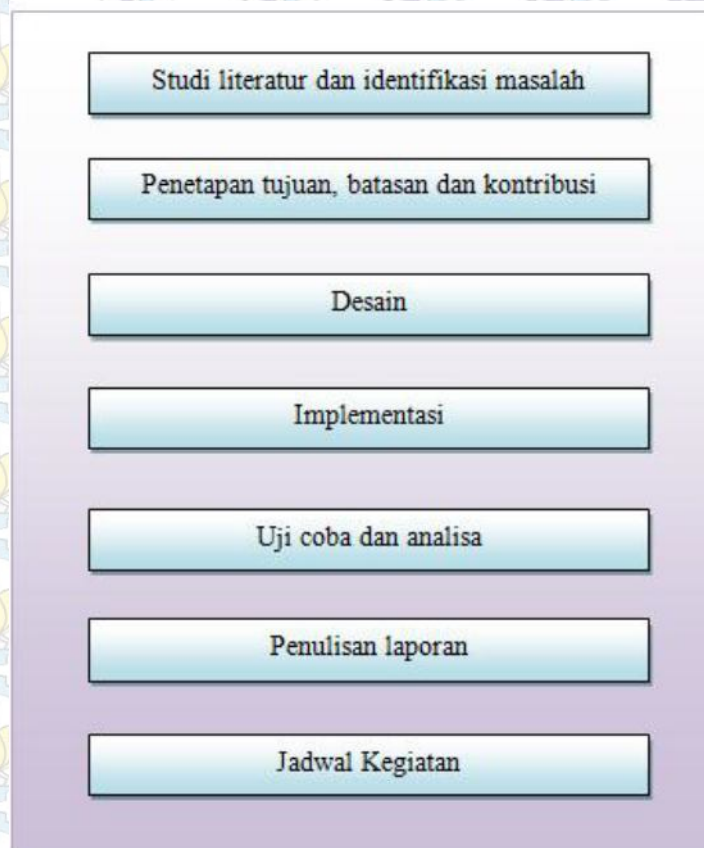 Studi literatur dan identifikasi masalah
Penetapan tujuan, batasan dan kontribusi
Desain
Implementasi
Uji coba dan analisa
Penulisan laporan
Jadwal Kegiatan